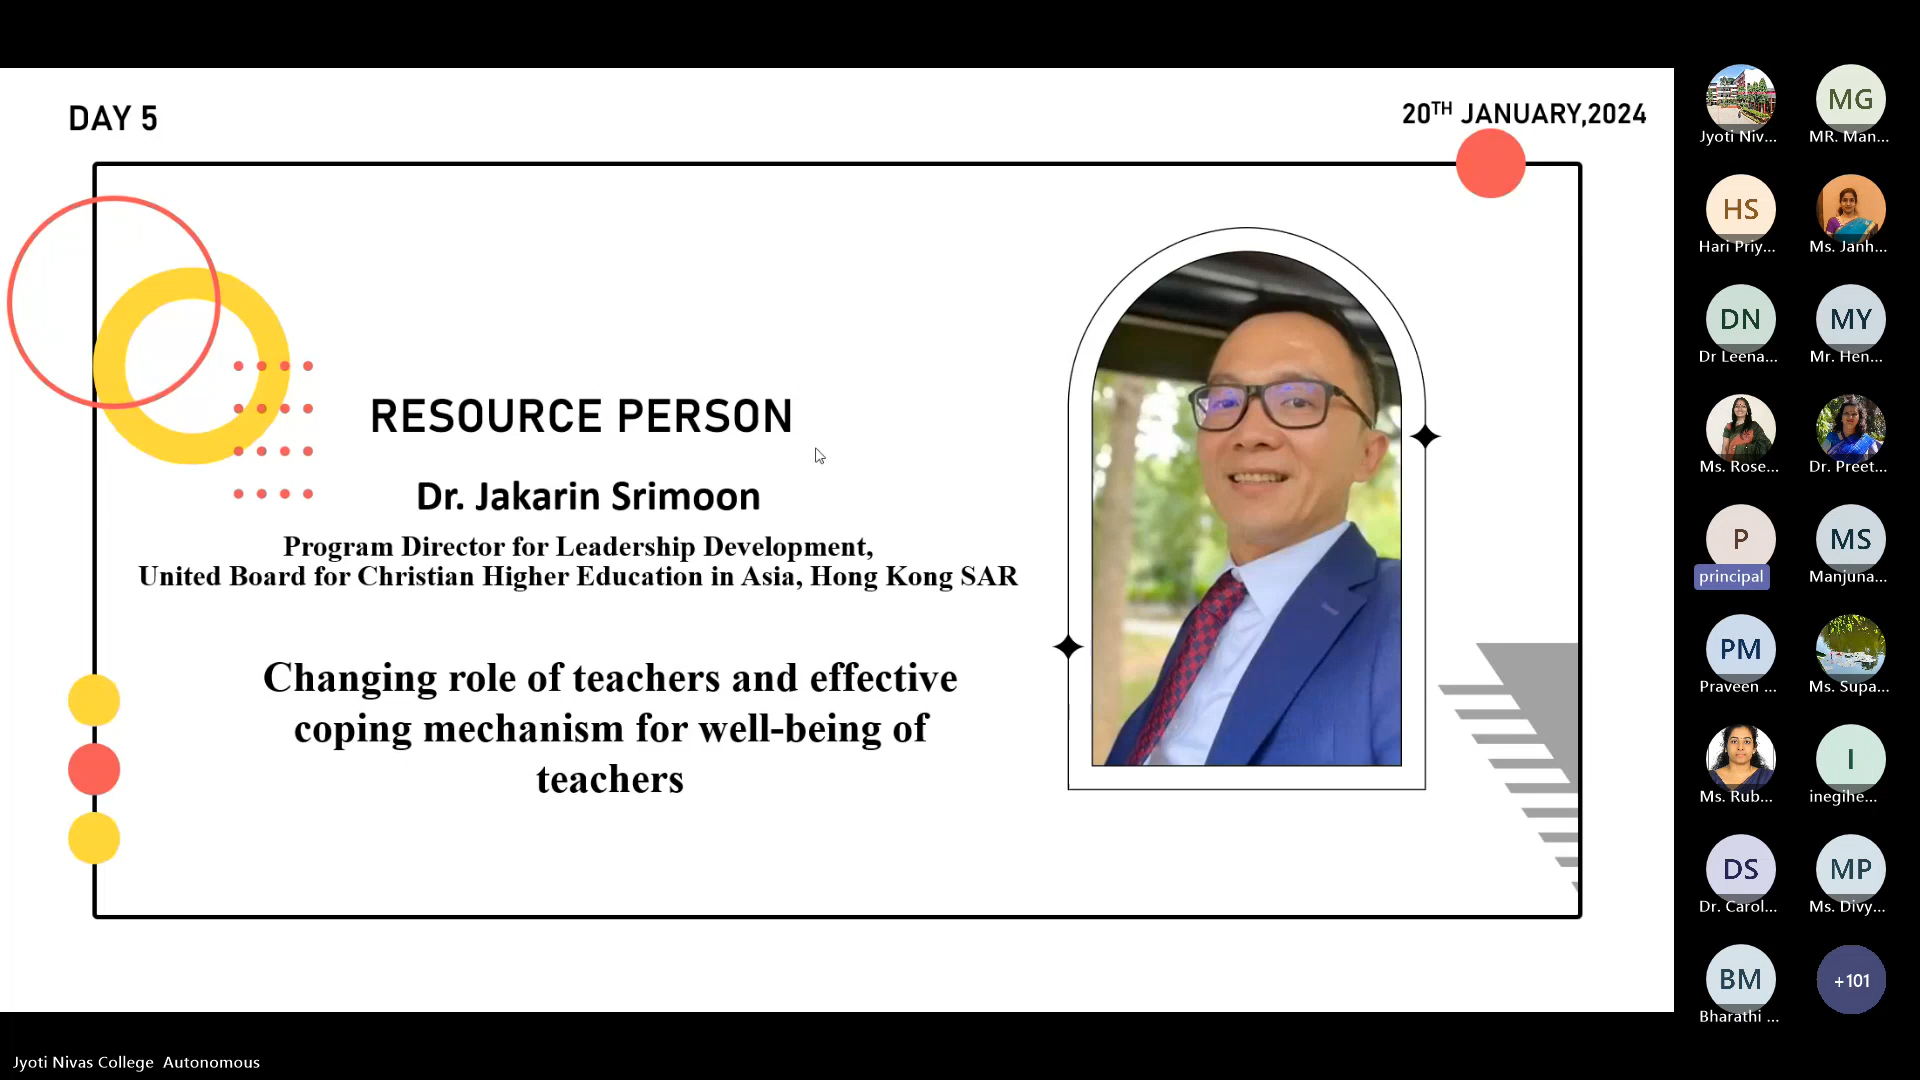 DAY 5
20TH JANUARY,2024
RESOURCE PERSON
Dr. Jakarin Srimoon
Program Director for Leadership Development,
United Board for Christian Higher Education in Asia, Hong Kong SAR
Changing role of teachers and effective
coping mechanism for well-being of
teachers
Jyoti Niv...
MG
MR. Man...
HS
Hari Priy...
Ms. Janh...
DN
Dr Leena...
MY
Mr. Hen...
Ms. Rose...
Dr. Preet...
P
principal
MS
Manjuna...
PM
Praveen ...
Ms. Supa...
Ms. Rub...
I
inegihe...
DS
Dr. Carol...
MP
Ms. Divy...
BM
Bharathi ...
+101
Jyoti Nivas College Autonomous